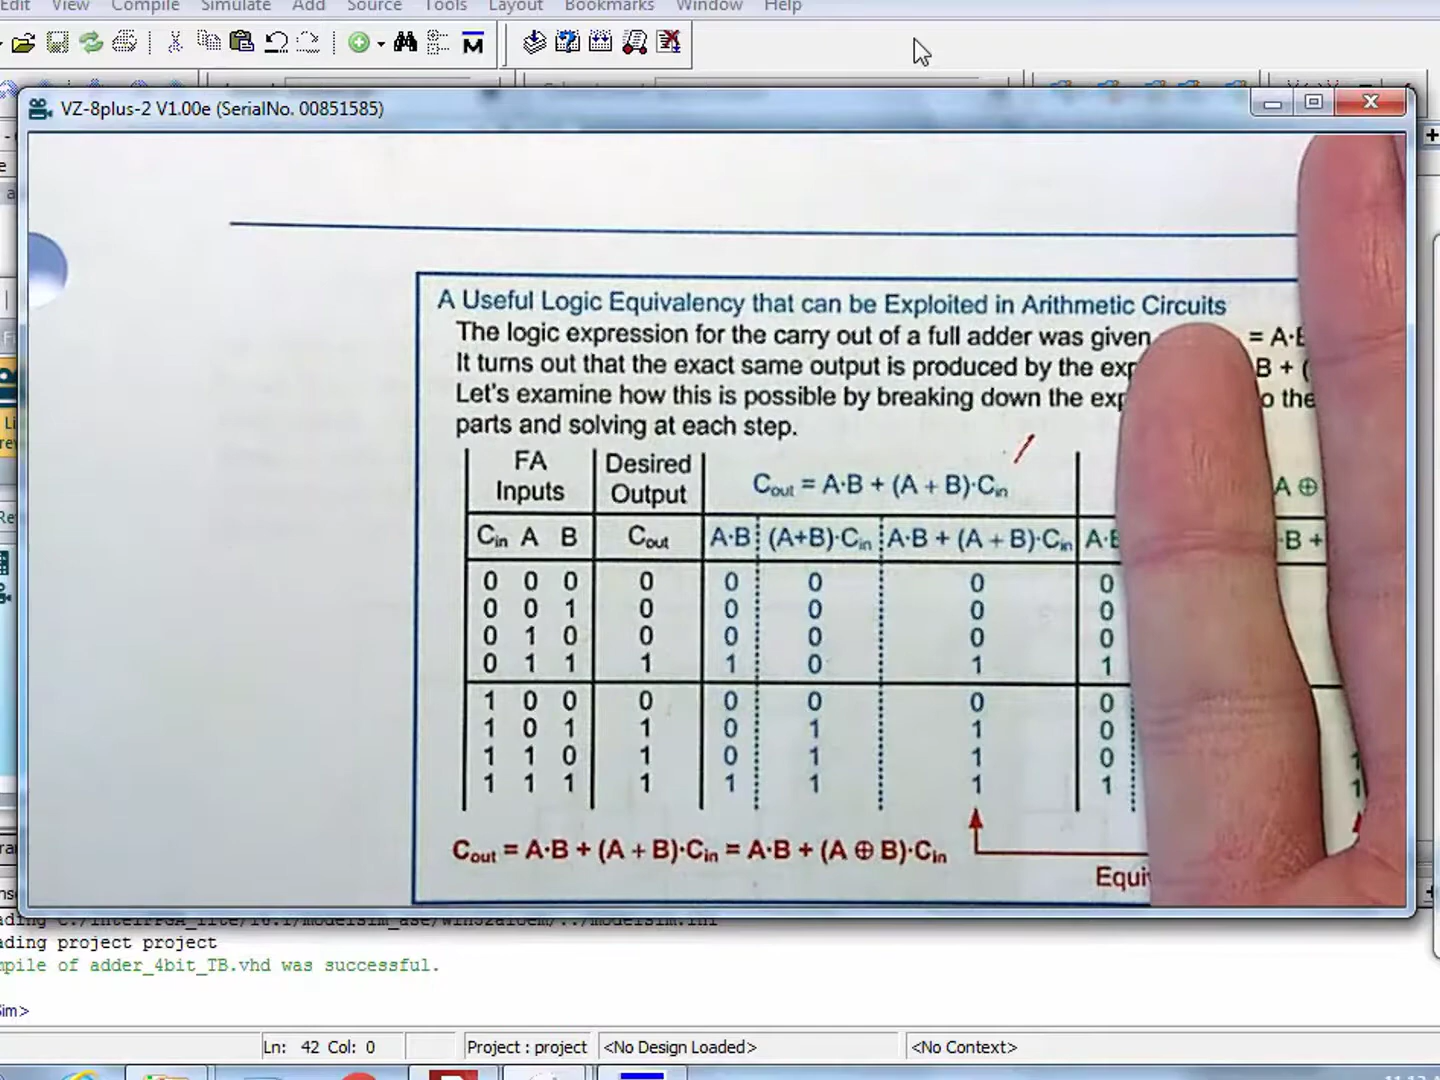 Edit View Compile Simulate Add Source Tools Layout Bookmarks Window Help
VZ-8plus-2 V1.00e (SerialNo. 00851585)
A Useful Logic Equivalency that can be Exploited in Arithmetic Circuits
The logic expression for the carry out of a full adder was given = A·B
It turns out that the exact same output is produced by the B + (
Let's examine how this is possible by breaking down the
parts and solving at each step.
FA Inputs Desired Output Cout = A·B + (A + B)·Cin A ⊕
Cin A B Cout A·B (A+B)·Cin A·B + (A + B)·Cin A·B ·B +
0 0 0 0 0 0 0 0
0 0 1 0 0 0 0 0
0 1 0 0 0 0 0 0
0 1 1 1 1 0 1 1
1 0 0 0 0 0 0 0
1 0 1 1 0 1 1 0
1 1 0 1 0 1 1 0
1 1 1 1 1 1 1 1
Cout = A·B + (A + B)·Cin = A·B + (A ⊕ B)·Cin
ading project project
mpile of adder_4bit_TB.vhd was successful.
Sim>
Ln: 42 Col: 0 Project : project <No Design Loaded> <No Context>